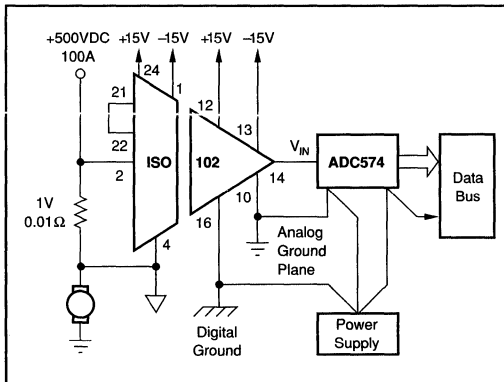 +500VDC
100A
+15V
–15V
+15V
–15V
24
1
21
22
2
ISO
4
12
13
102
14
10
16
V_IN
ADC574
Data
Bus
1V
0.01Ω
Analog
Ground
Plane
Digital
Ground
Power
Supply